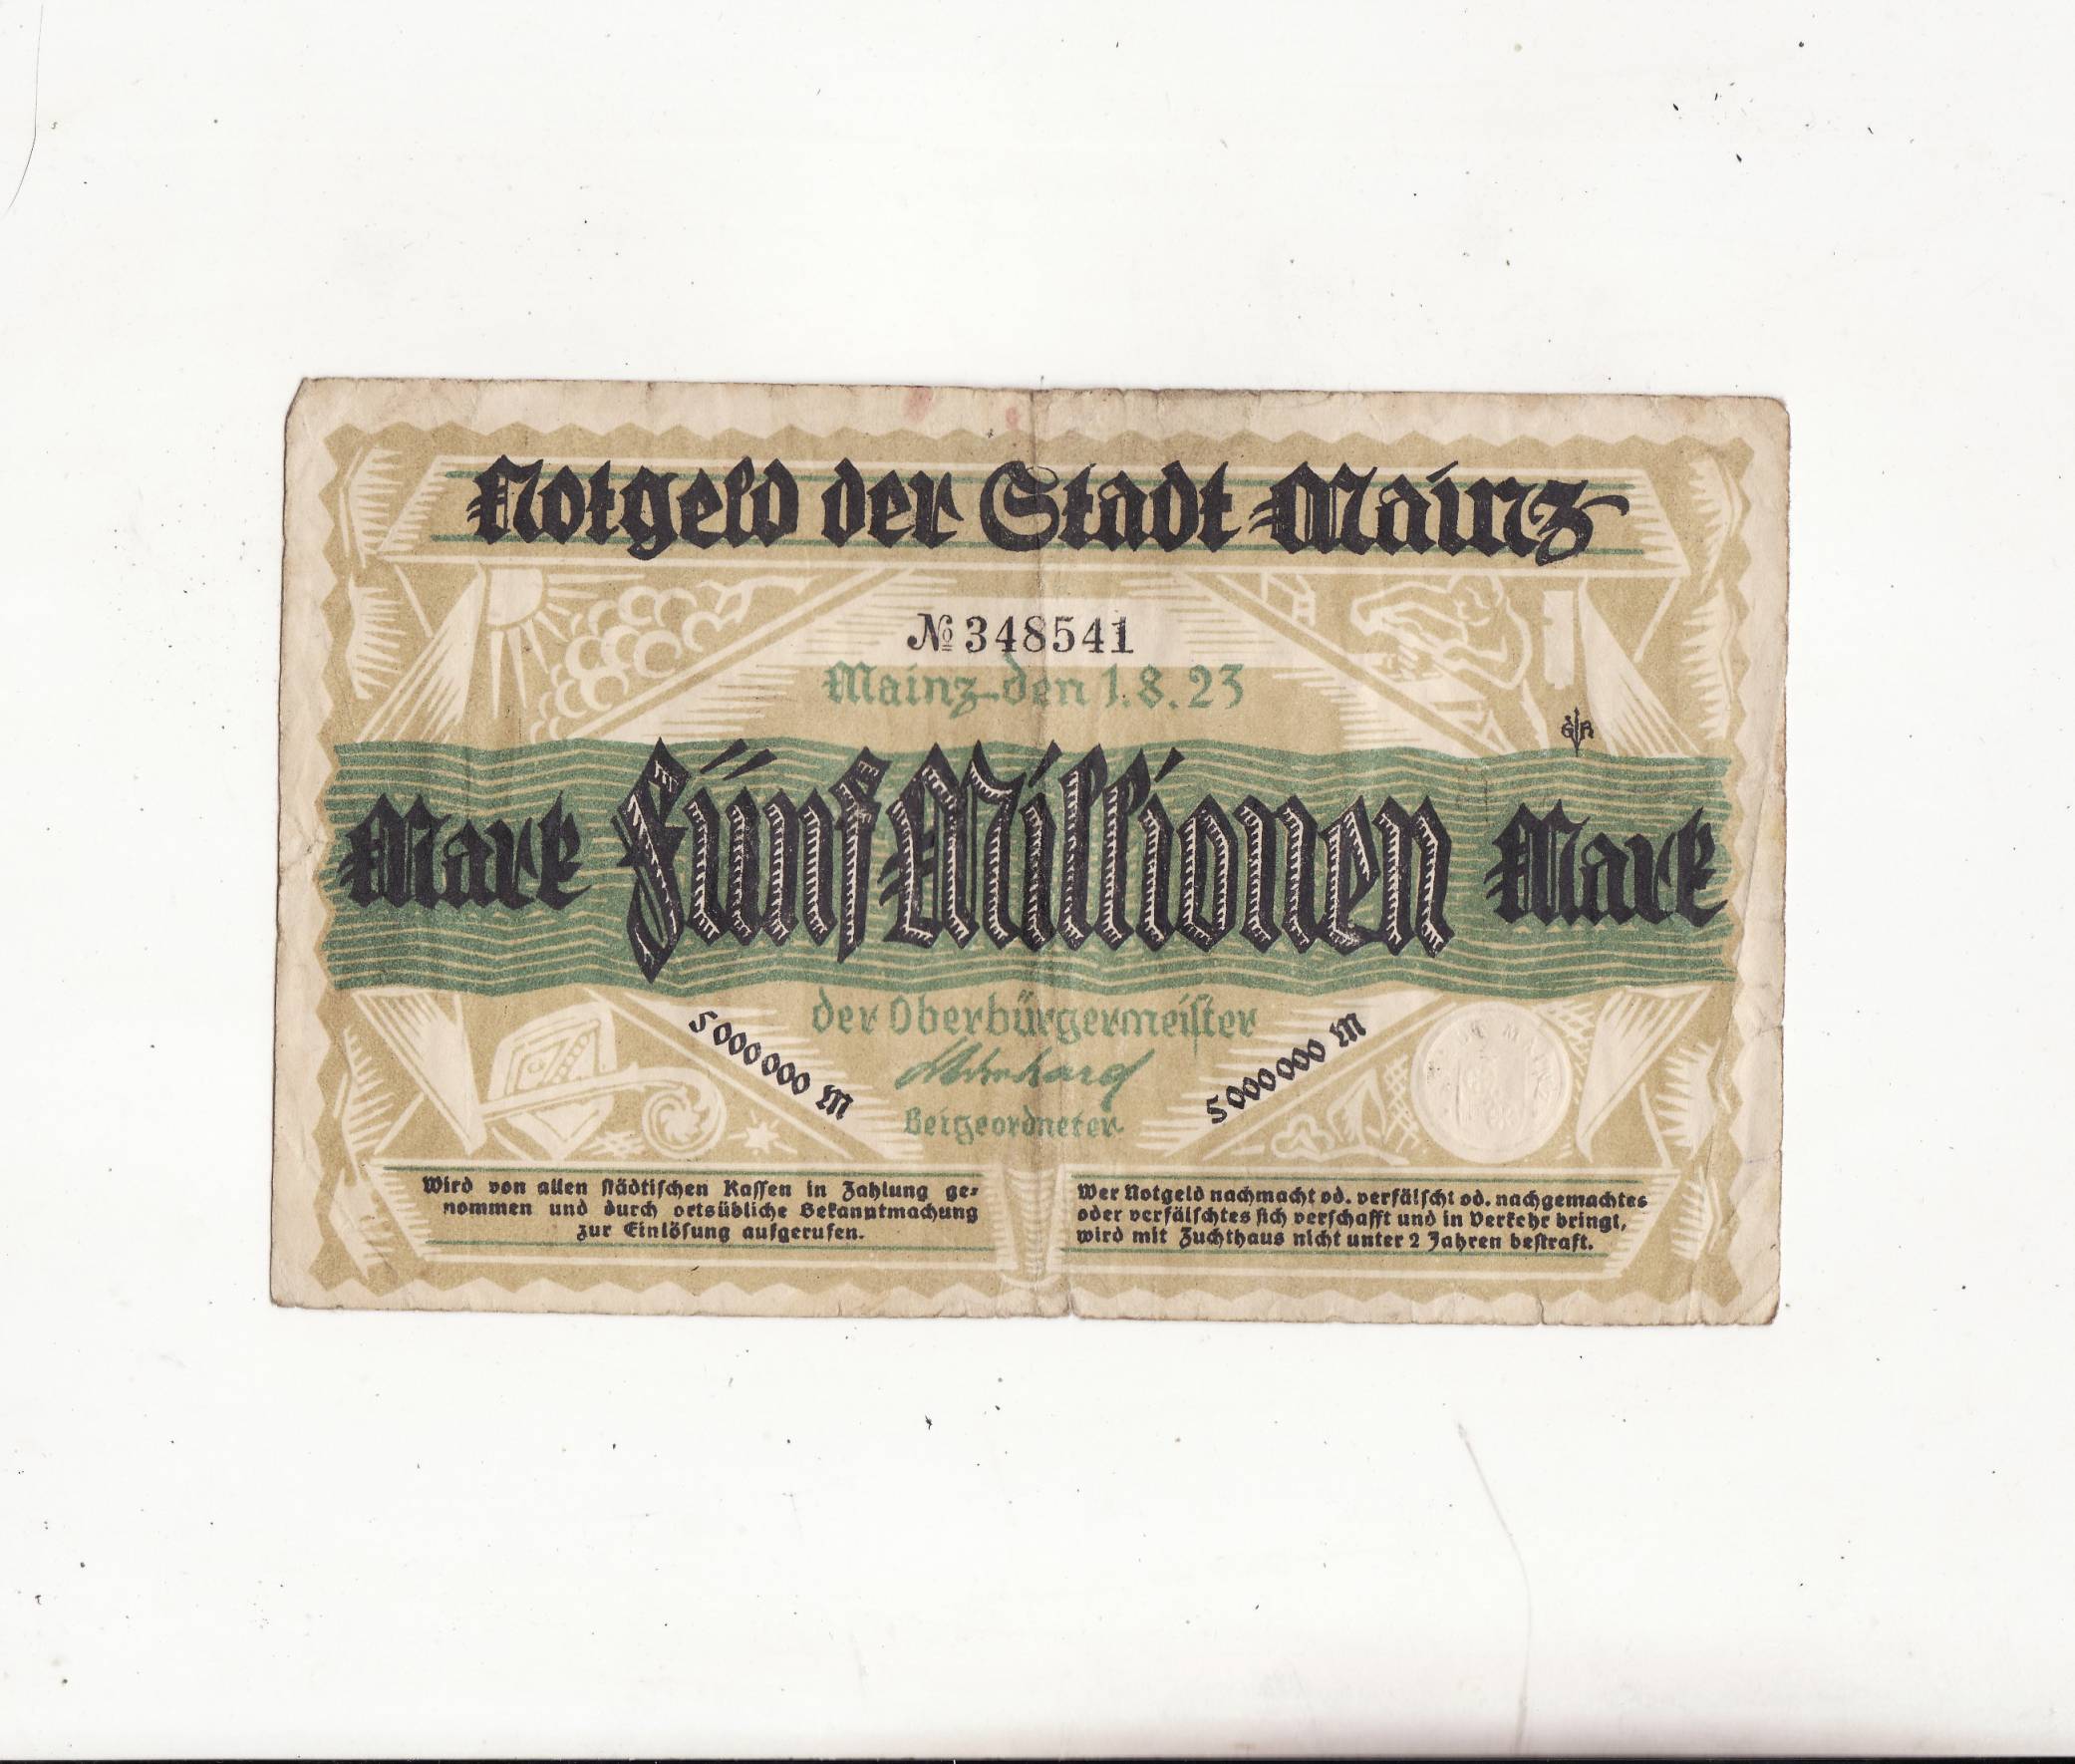 Notgeld der Stadt Mainz
№ 348541
Mainz den 1.8.23
Mark Fünf Millionen Mark
der Oberbürgermeister
5000000 M
5000000 M
Beigeordneter
Wird von allen städtischen Kassen in Zahlung ge-
nommen und durch ortsübliche Bekanntmachung
zur Einlösung aufgerufen.
Wer Notgeld nachmacht od. verfälscht od. nachgemachtes
oder verfälschtes sich verschafft und in Verkehr bringt,
wird mit Zuchthaus nicht unter 2 Jahren bestraft.